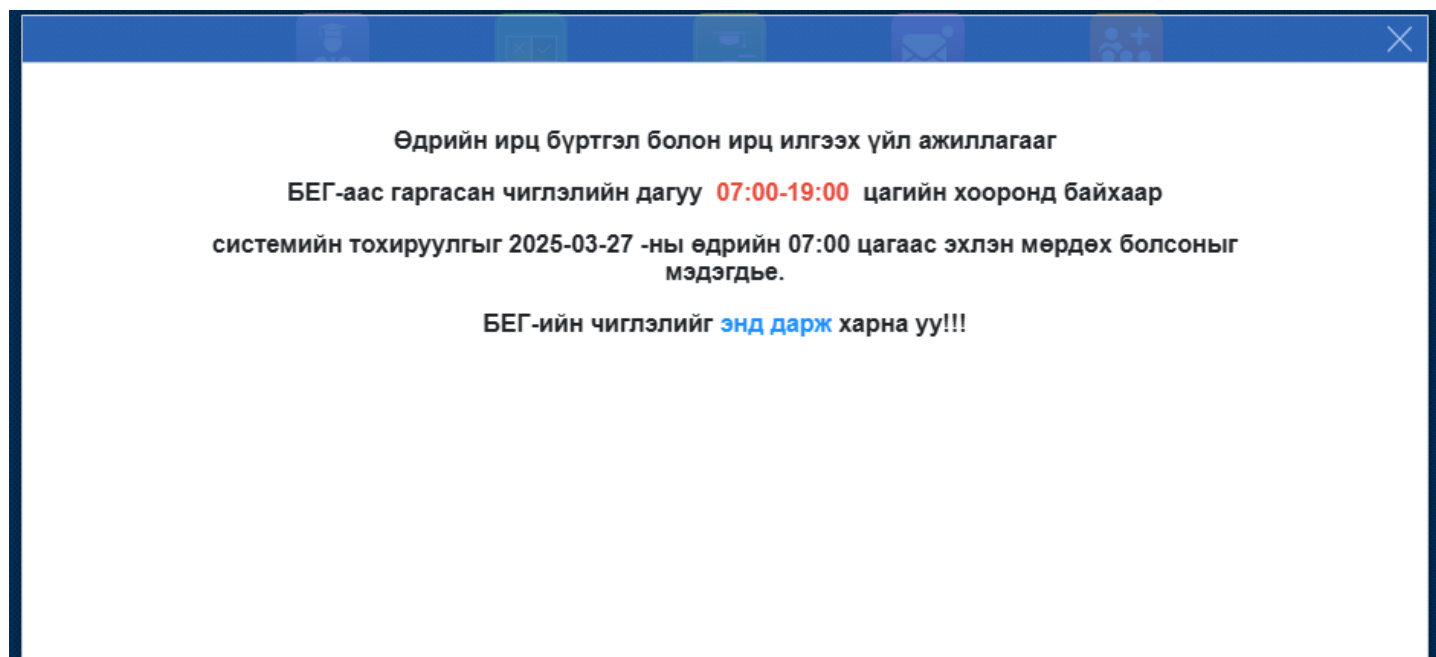 Өдрийн ирц бүртгэл болон ирц илгээх үйл ажиллагааг
БЕГ-аас гаргасан чиглэлийн дагуу 07:00-19:00 цагийн хооронд байхаар
системийн тохируулгыг 2025-03-27 -ны өдрийн 07:00 цагаас эхлэн мөрдөх болсоныг
мэдэгдье.
БЕГ-ийн чиглэлийг энд дарж харна уу!!!